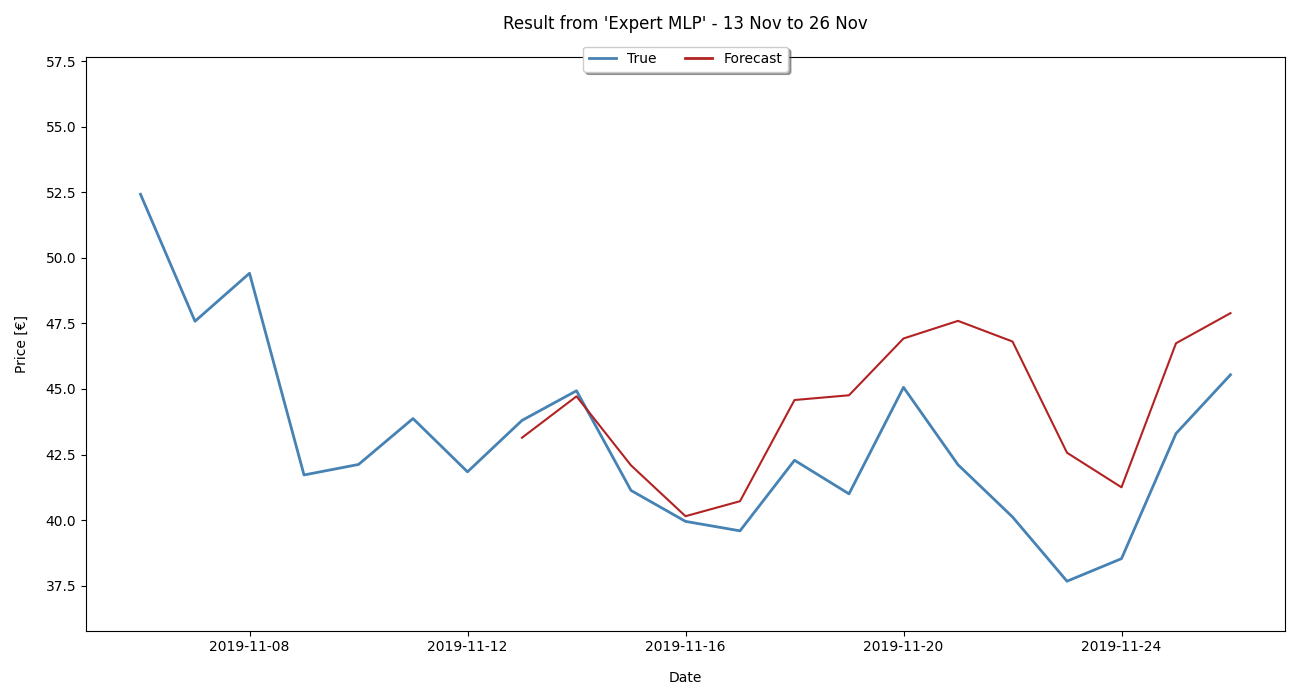 Result from 'Expert MLP' - 13 Nov to 26 Nov
True Forecast
57.5
55.0
52.5
50.0
47.5
45.0
42.5
40.0
37.5
Price [€]
2019-11-08 2019-11-12 2019-11-16 2019-11-20 2019-11-24
Date